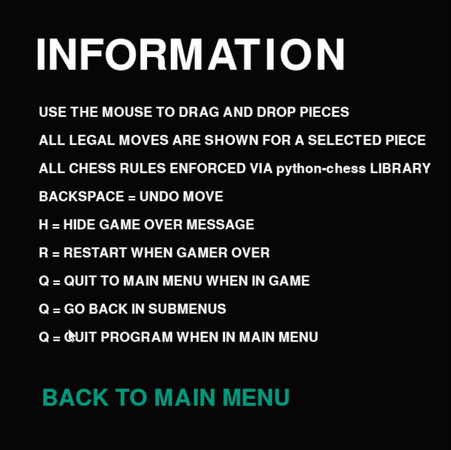 INFORMATION
USE THE MOUSE TO DRAG AND DROP PIECES
ALL LEGAL MOVES ARE SHOWN FOR A SELECTED PIECE
ALL CHESS RULES ENFORCED VIA python-chess LIBRARY
BACKSPACE = UNDO MOVE
H = HIDE GAME OVER MESSAGE
R = RESTART WHEN GAMER OVER
Q = QUIT TO MAIN MENU WHEN IN GAME
Q = GO BACK IN SUBMENUS
Q = QUIT PROGRAM WHEN IN MAIN MENU
BACK TO MAIN MENU